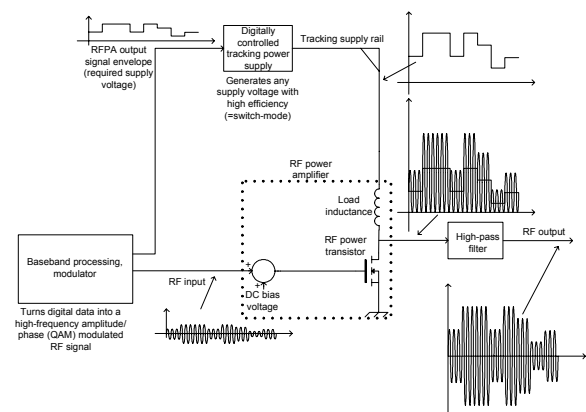 RFPA output
signal envelope
(required supply
voltage)
Digitally
controlled
tracking power
supply
Tracking supply rail
Generates any
supply voltage with
high efficiency
(=switch-mode)
RF power
amplifier
Load
inductance
RF power
transistor
High-pass
filter
RF output
Baseband processing,
modulator
RF input
+
+
DC bias
voltage
Turns digital data into a
high-frequency amplitude/
phase (QAM) modulated
RF signal